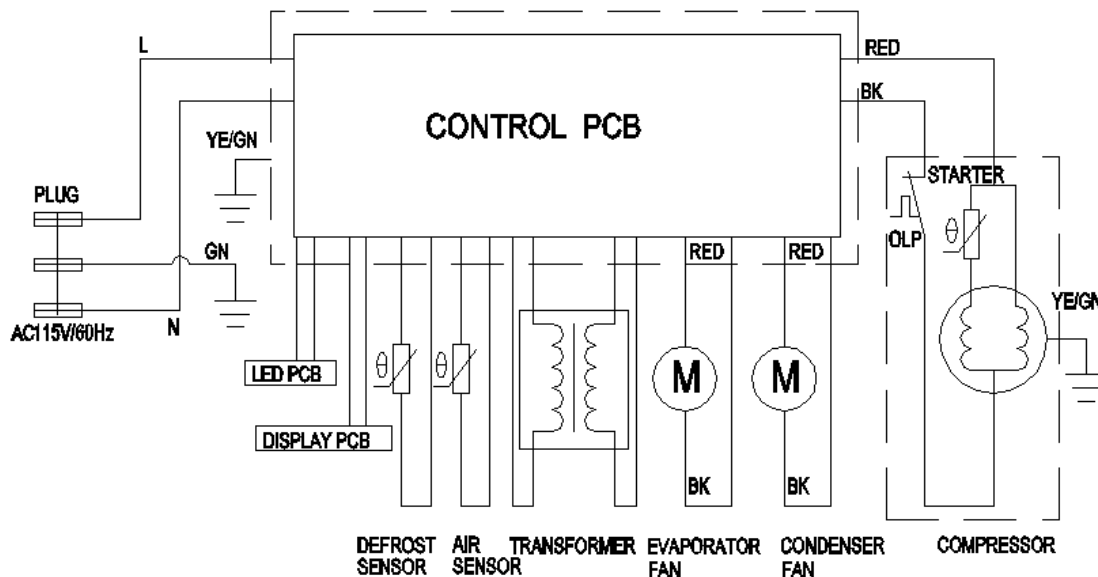 L
RED
BK
CONTROL PCB
YE/GN
PLUG
STARTER
θ
OLP
GN
RED
RED
YE/GN
AC115V/60Hz
N
LED PCB
θ
θ
M
M
DISPLAY PCB
BK
BK
DEFROST
SENSOR
AIR
SENSOR
TRANSFORMER
EVAPORATOR
FAN
CONDENSER
FAN
COMPRESSOR